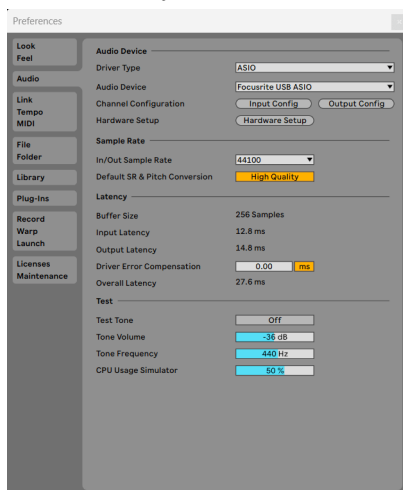 Preferences
Look
Feel
Audio
Link
Tempo
MIDI
File
Folder
Library
Plug-Ins
Record
Warp
Launch
Licenses
Maintenance
Audio Device
Driver Type ASIO
Audio Device Focusrite USB ASIO
Channel Configuration Input Config Output Config
Hardware Setup Hardware Setup
Sample Rate
In/Out Sample Rate 44100
Default SR & Pitch Conversion High Quality
Latency
Buffer Size 256 Samples
Input Latency 12.8 ms
Output Latency 14.8 ms
Driver Error Compensation 0.00 ms
Overall Latency 27.6 ms
Test
Test Tone Off
Tone Volume -36 dB
Tone Frequency 440 Hz
CPU Usage Simulator 50 %